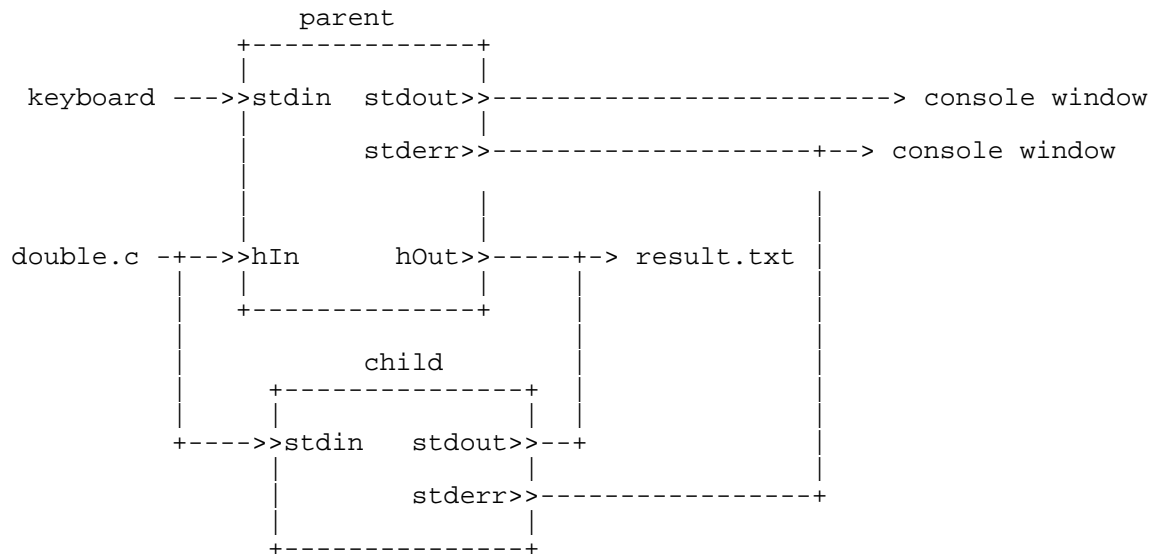 parent
+--------------+
| |
keyboard --->>stdin stdout>>-------------------------> console window
| |
| stderr>>--------------------+--> console window
|
| | |
| | |
double.c -+-->>hIn hOut>>-----+-> result.txt |
| | | | |
| +--------------+ | |
| | |
| child | |
| +---------------+ | |
| | | | |
+---->>stdin stdout>>--+ |
| | |
| stderr>>-----------------+
| |
+---------------+